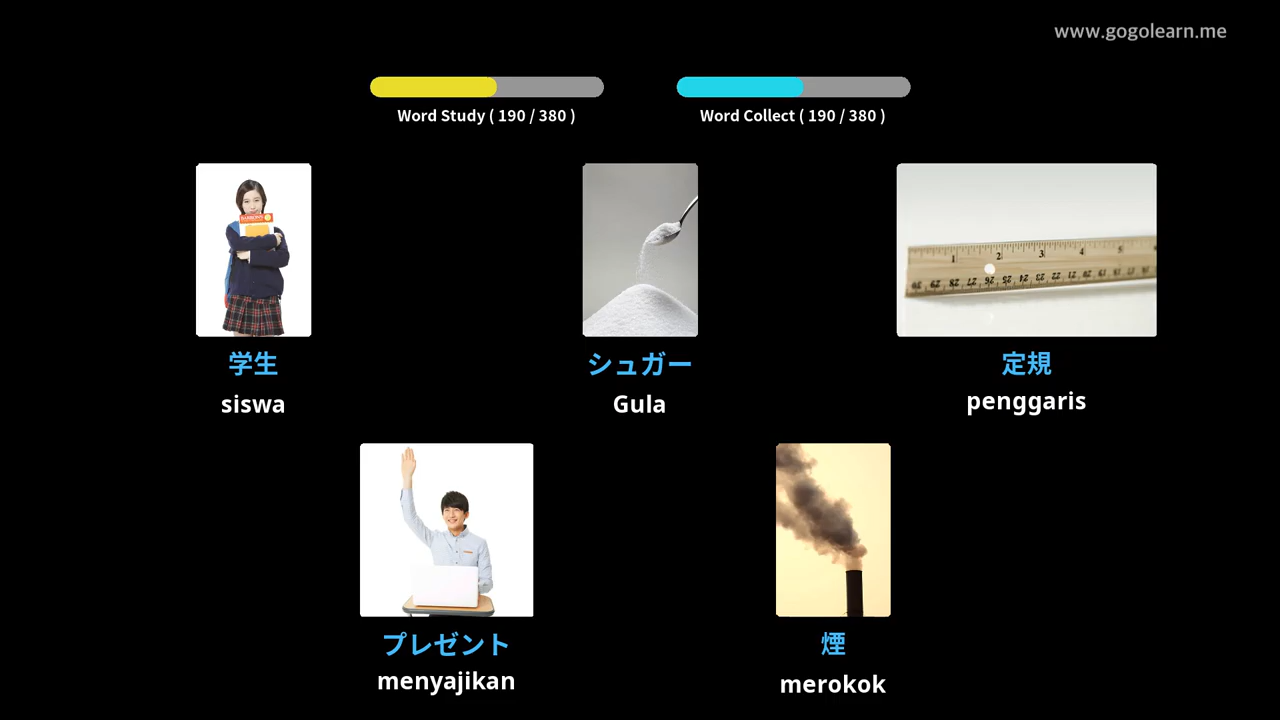 www.gogolearn.me
Word Study ( 190 / 380 )
Word Collect ( 190 / 380 )
学生
siswa
シュガー
Gula
定規
penggaris
プレゼント
menyajikan
煙
merokok